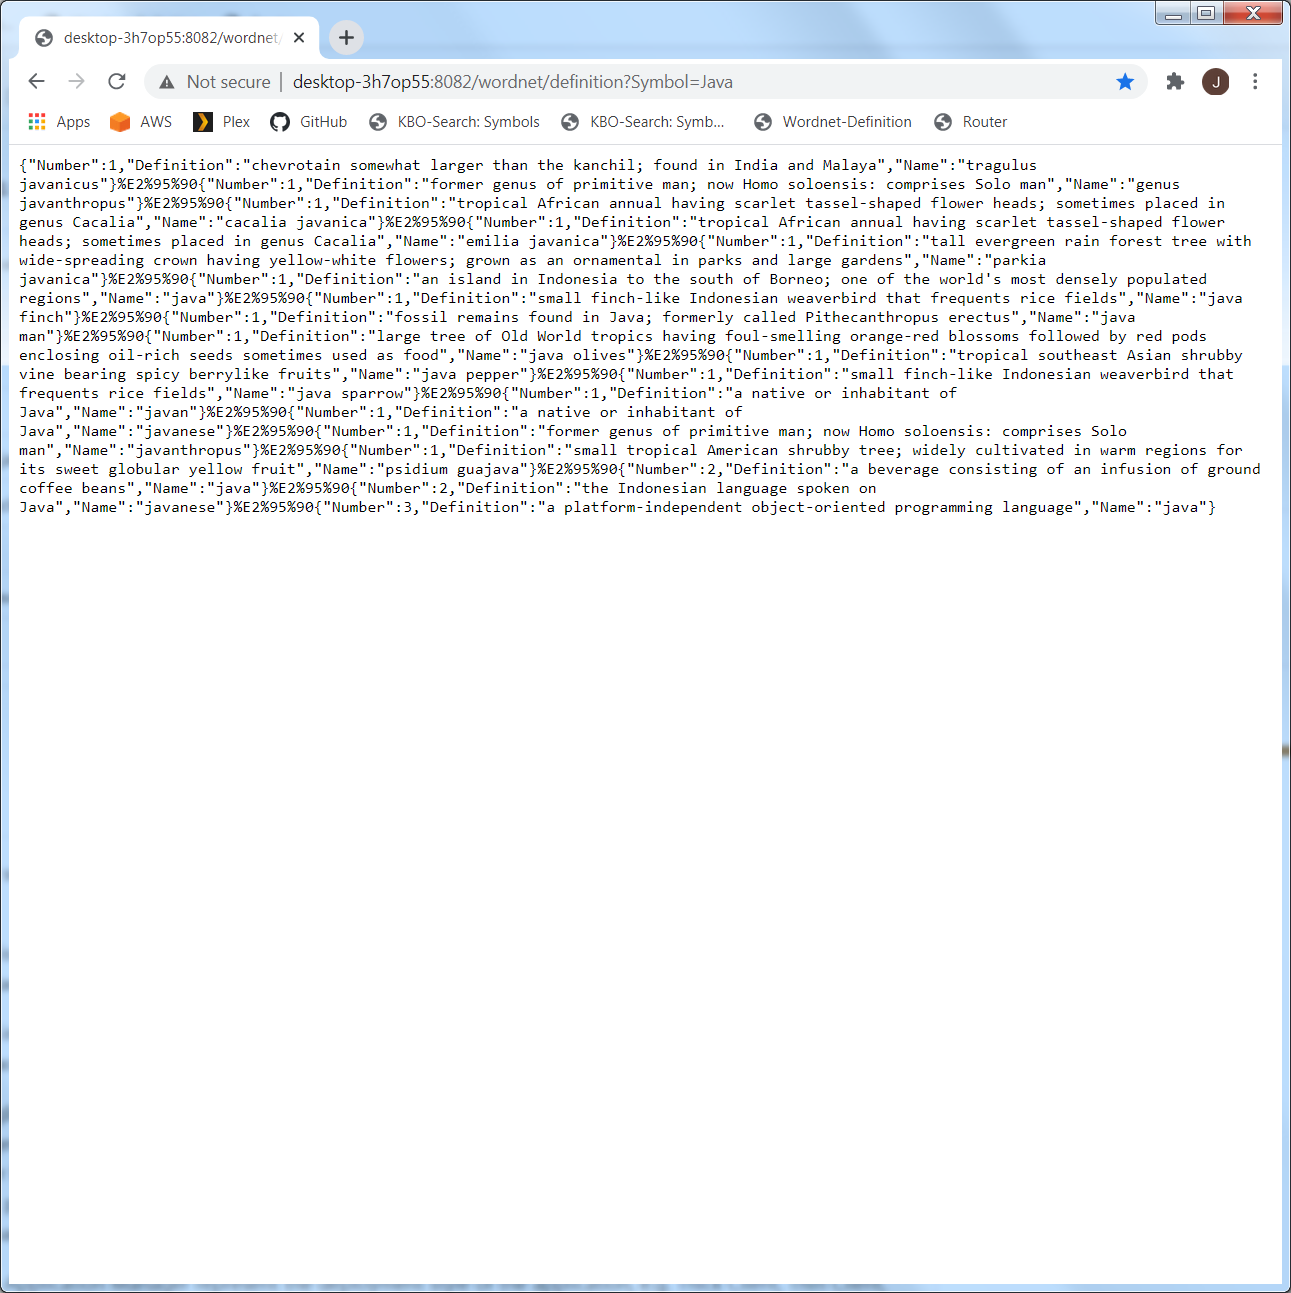 desktop-3h7op55:8082/wordnet/
Not secure | desktop-3h7op55:8082/wordnet/definition?Symbol=Java
J
Apps AWS Plex GitHub KBO-Search: Symbols KBO-Search: Symb... Wordnet-Definition Router
{"Number":1,"Definition":"chevrotain somewhat larger than the kanchil; found in India and Malaya","Name":"tragulus
javanicus"}%E2%95%90{"Number":1,"Definition":"former genus of primitive man; now Homo soloensis: comprises Solo man","Name":"genus
javanthropus"}%E2%95%90{"Number":1,"Definition":"tropical African annual having scarlet tassel-shaped flower heads; sometimes placed in
genus Cacalia","Name":"cacalia javanica"}%E2%95%90{"Number":1,"Definition":"tropical African annual having scarlet tassel-shaped flower
heads; sometimes placed in genus Cacalia","Name":"emilia javanica"}%E2%95%90{"Number":1,"Definition":"tall evergreen rain forest tree with
wide-spreading crown having yellow-white flowers; grown as an ornamental in parks and large gardens","Name":"parkia
javanica"}%E2%95%90{"Number":1,"Definition":"an island in Indonesia to the south of Borneo; one of the world's most densely populated
regions","Name":"java"}%E2%95%90{"Number":1,"Definition":"small finch-like Indonesian weaverbird that frequents rice fields","Name":"java
finch"}%E2%95%90{"Number":1,"Definition":"fossil remains found in Java; formerly called Pithecanthropus erectus","Name":"java
man"}%E2%95%90{"Number":1,"Definition":"large tree of Old World tropics having foul-smelling orange-red blossoms followed by red pods
enclosing oil-rich seeds sometimes used as food","Name":"java olives"}%E2%95%90{"Number":1,"Definition":"tropical southeast Asian shrubby
vine bearing spicy berrylike fruits","Name":"java pepper"}%E2%95%90{"Number":1,"Definition":"small finch-like Indonesian weaverbird that
frequents rice fields","Name":"java sparrow"}%E2%95%90{"Number":1,"Definition":"a native or inhabitant of
Java","Name":"javan"}%E2%95%90{"Number":1,"Definition":"a native or inhabitant of
Java","Name":"javanese"}%E2%95%90{"Number":1,"Definition":"former genus of primitive man; now Homo soloensis: comprises Solo
man","Name":"javanthropus"}%E2%95%90{"Number":1,"Definition":"small tropical American shrubby tree; widely cultivated in warm regions for
its sweet globular yellow fruit","Name":"psidium guajava"}%E2%95%90{"Number":2,"Definition":"a beverage consisting of an infusion of ground
coffee beans","Name":"java"}%E2%95%90{"Number":2,"Definition":"the Indonesian language spoken on
Java","Name":"javanese"}%E2%95%90{"Number":3,"Definition":"a platform-independent object-oriented programming language","Name":"java"}